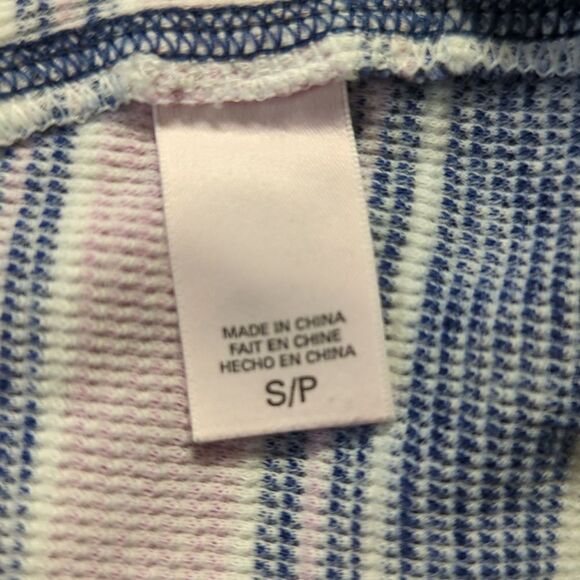 MADE IN CHINA
FAIT EN CHINE
HECHO EN CHINA
S/P